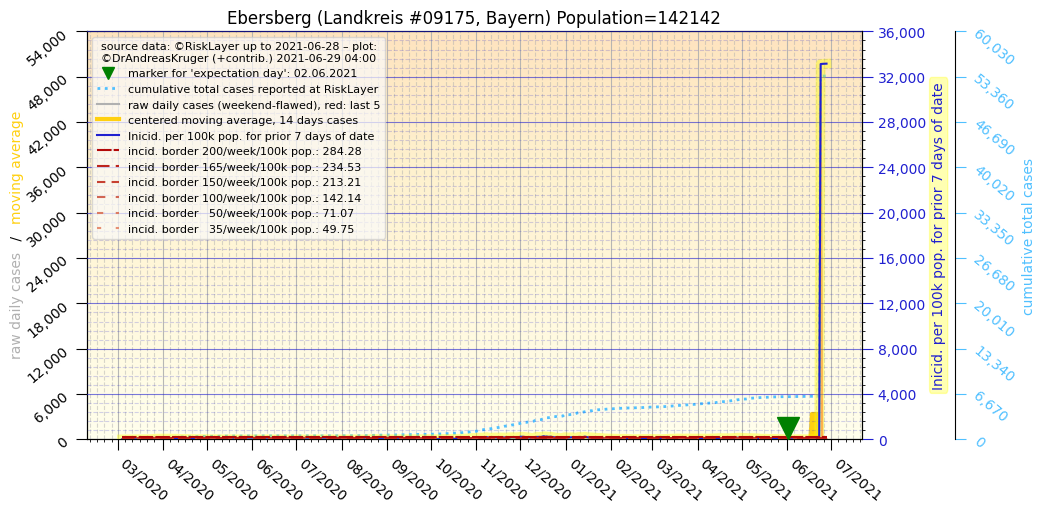 Ebersberg (Landkreis #09175, Bayern) Population=142142
source data: ©RiskLayer up to 2021-06-28 – plot:
©DrAndreasKruger (+contrib.) 2021-06-29 04:00
marker for 'expectation day': 02.06.2021
cumulative total cases reported at RiskLayer
raw daily cases (weekend-flawed), red: last 5
centered moving average, 14 days cases
Inicid. per 100k pop. for prior 7 days of date
incid. border 200/week/100k pop.: 284.28
incid. border 165/week/100k pop.: 234.53
incid. border 150/week/100k pop.: 213.21
incid. border 100/week/100k pop.: 142.14
incid. border 50/week/100k pop.: 71.07
incid. border 35/week/100k pop.: 49.75
raw daily cases / moving average
54,000
48,000
42,000
36,000
30,000
24,000
18,000
12,000
6,000
0
36,000
32,000
28,000
24,000
20,000
16,000
12,000
8,000
4,000
0
Inicid. per 100k pop. for prior 7 days of date
60,030
53,360
46,690
40,020
33,350
26,680
20,010
13,340
6,670
0
cumulative total cases
03/2020
04/2020
05/2020
06/2020
07/2020
08/2020
09/2020
10/2020
11/2020
12/2020
01/2021
02/2021
03/2021
04/2021
05/2021
06/2021
07/2021